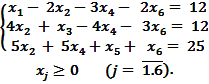 x₁ − 2x₂ − 3x₄ − 2x₆ = 12
4x₂ + x₃ − 4x₄ − 3x₆ = 12
5x₂ + 5x₄ + x₅ + x₆ = 25
xⱼ ≥ 0 (j = 1.6).